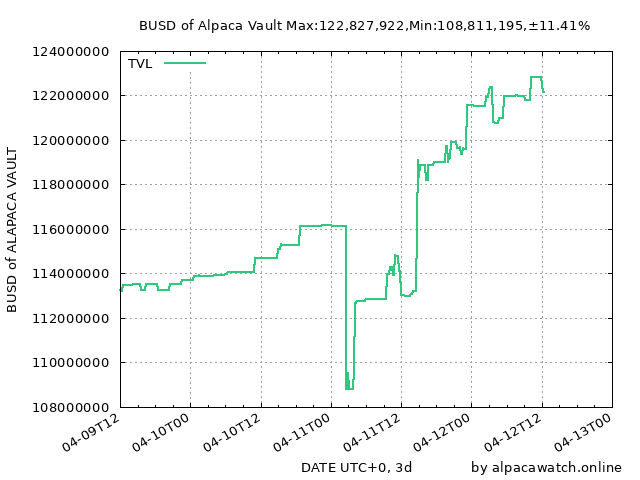 BUSD of Alpaca Vault Max:122,827,922,Min:108,811,195,±11.41%
TVL
124000000
122000000
120000000
118000000
116000000
114000000
112000000
110000000
108000000
BUSD of ALAPACA VAULT
04-09T12
04-10T00
04-10T12
04-11T00
04-11T12
04-12T00
04-12T12
04-13T00
DATE UTC+0, 3d
by alpacawatch.online